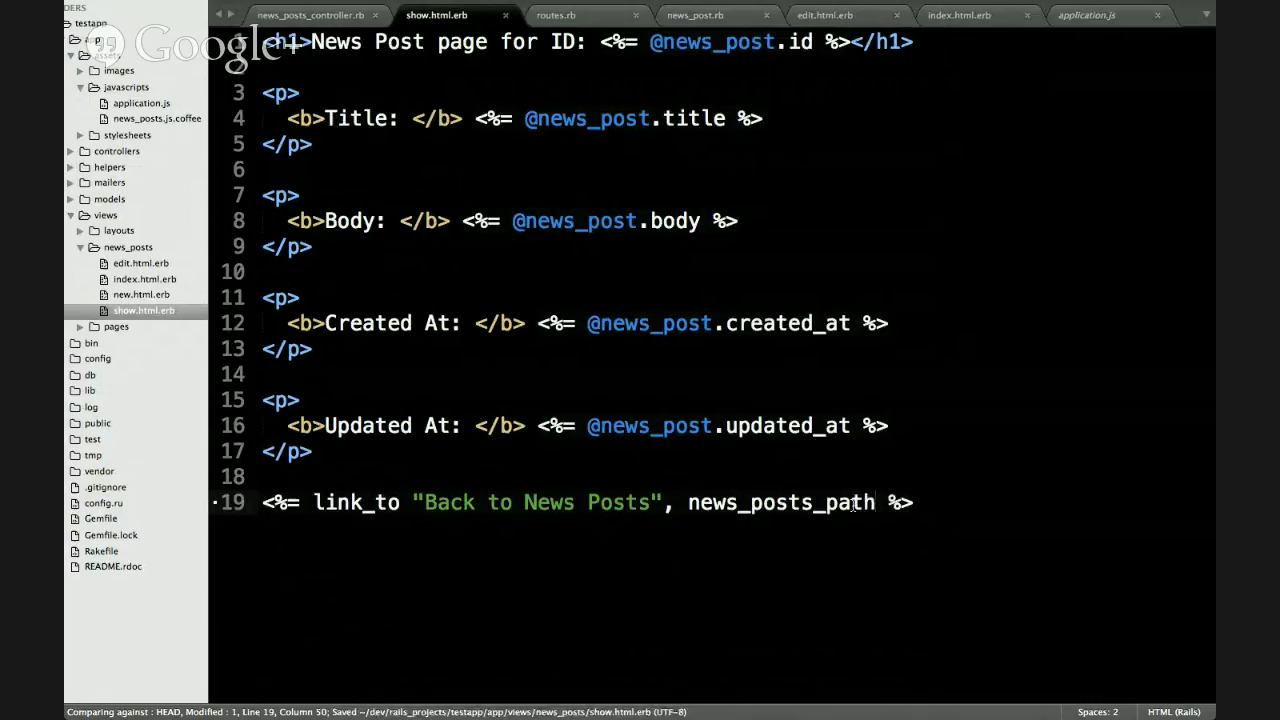 DERS
news_posts_controller.rb ×
show.html.erb ×
routes.rb ×
news_post.rb ×
edit.html.erb ×
index.html.erb ×
application.js ×
Google+
testapp
app
assets
images
javascripts
application.js
news_posts.js.coffee
stylesheets
controllers
helpers
mailers
models
views
layouts
news_posts
edit.html.erb
index.html.erb
new.html.erb
show.html.erb
pages
bin
config
db
lib
log
public
test
tmp
vendor
.gitignore
config.ru
Gemfile
Gemfile.lock
Rakefile
README.rdoc
<h1>News Post page for ID: <%= @news_post.id %></h1>
2
3 <p>
4 <b>Title: </b> <%= @news_post.title %>
5 </p>
6
7 <p>
8 <b>Body: </b> <%= @news_post.body %>
9 </p>
10
11 <p>
12 <b>Created At: </b> <%= @news_post.created_at %>
13 </p>
14
15 <p>
16 <b>Updated At: </b> <%= @news_post.updated_at %>
17 </p>
18
19 <%= link_to "Back to News Posts", news_posts_path %>
Comparing against : HEAD, Modified : 1, Line 19, Column 50; Saved ~/dev/rails_projects/testapp/app/views/news_posts/show.html.erb (UTF-8)
Spaces: 2
HTML (Rails)